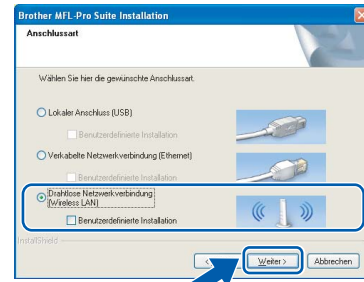 Brother MFL-Pro Suite Installation
Anschlussart
Wählen Sie hier die gewünschte Anschlussart.
Lokaler Anschluss (USB)
Benutzerdefinierte Installation
Verkabelte Netzwerkverbindung (Ethernet)
Benutzerdefinierte Installation
Drahtlose Netzwerkverbindung
(Wireless LAN)
Benutzerdefinierte Installation
InstallShield
< Weiter > Abbrechen